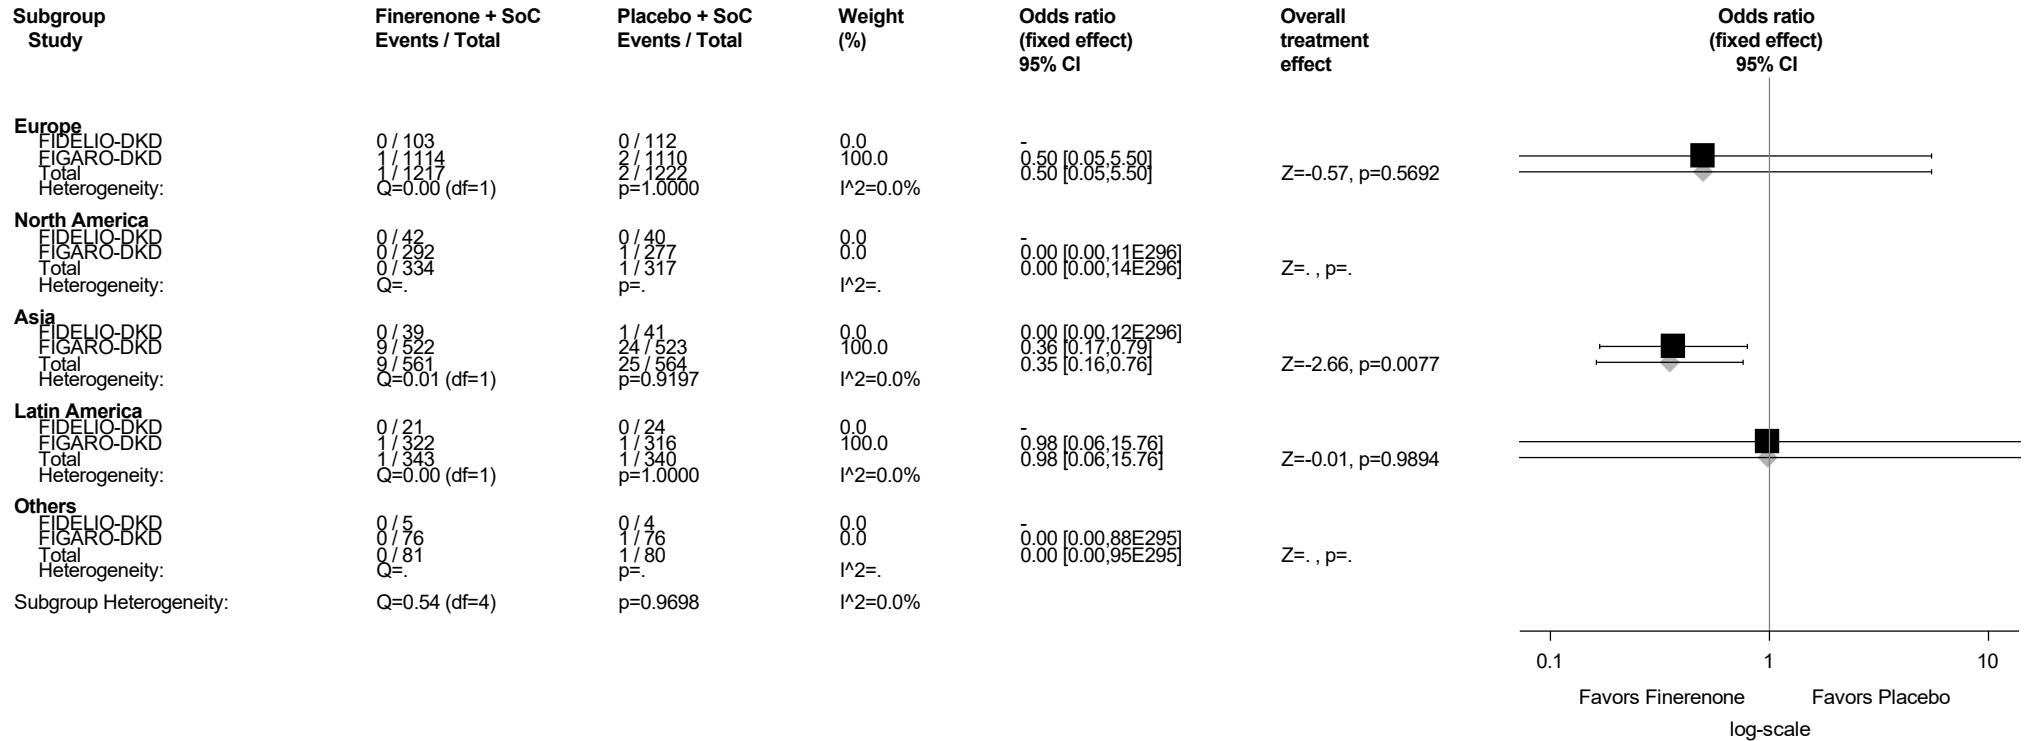 Subgroup Finerenone + SoC Placebo + SoC Weight Odds ratio Overall Odds ratio
Study Events / Total Events / Total (%) (fixed effect) treatment (fixed effect)
95% CI effect 95% CI
Europe
FIDELIO-DKD 0 / 103 0 / 112 0.0 -
FIGARO-DKD 1 / 1114 2 / 1110 100.0 0.50 [0.05,5.50]
Total 1 / 1217 2 / 1222 0.50 [0.05,5.50] Z=-0.57, p=0.5692
Heterogeneity: Q=0.00 (df=1) p=1.0000 I^2=0.0%
North America
FIDELIO-DKD 0 / 42 0 / 40 0.0 -
FIGARO-DKD 0 / 292 1 / 277 0.0 0.00 [0.00,11E296]
Total 0 / 334 1 / 317 0.00 [0.00,14E296] Z=. , p=.
Heterogeneity: Q=. p=. I^2=.
Asia
FIDELIO-DKD 0 / 39 1 / 41 0.0 0.00 [0.00,12E296]
FIGARO-DKD 9 / 522 24 / 523 100.0 0.36 [0.17,0.79]
Total 9 / 561 25 / 564 0.35 [0.16,0.76] Z=-2.66, p=0.0077
Heterogeneity: Q=0.01 (df=1) p=0.9197 I^2=0.0%
Latin America
FIDELIO-DKD 0 / 21 0 / 24 0.0 -
FIGARO-DKD 1 / 322 1 / 316 100.0 0.98 [0.06,15.76]
Total 1 / 343 1 / 340 0.98 [0.06,15.76] Z=-0.01, p=0.9894
Heterogeneity: Q=0.00 (df=1) p=1.0000 I^2=0.0%
Others
FIDELIO-DKD 0 / 5 0 / 4 0.0 -
FIGARO-DKD 0 / 76 1 / 76 0.0 0.00 [0.00,88E295]
Total 0 / 81 1 / 80 0.00 [0.00,95E295] Z=. , p=.
Heterogeneity: Q=. p=. I^2=.
Subgroup Heterogeneity: Q=0.54 (df=4) p=0.9698 I^2=0.0%
0.1 1 10
Favors Finerenone Favors Placebo
log-scale